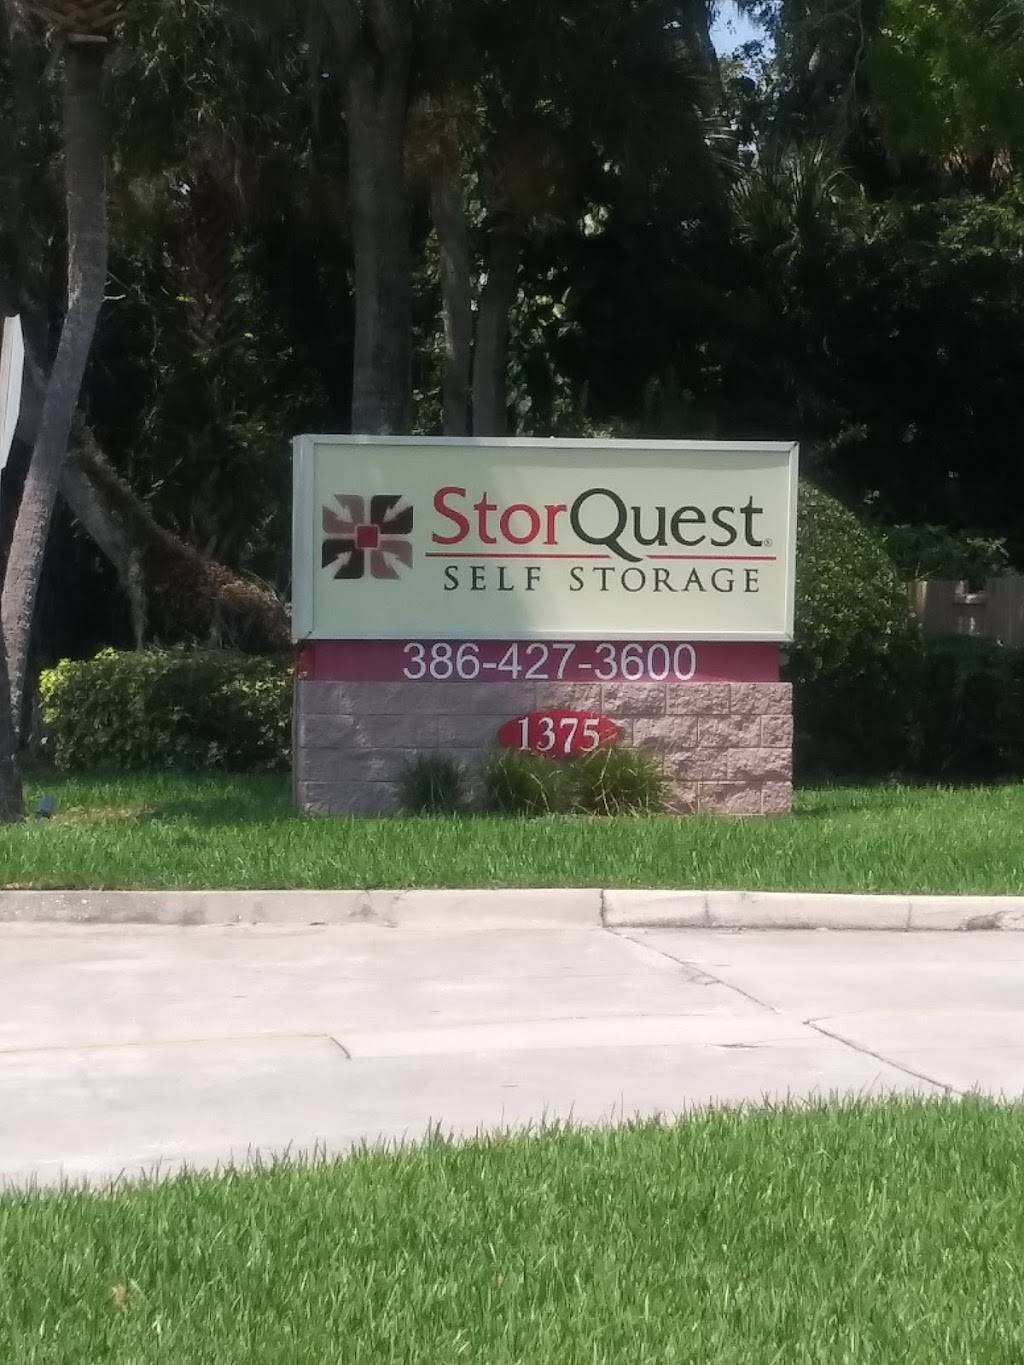 StorQuest®
SELF STORAGE
386-427-3600
1375